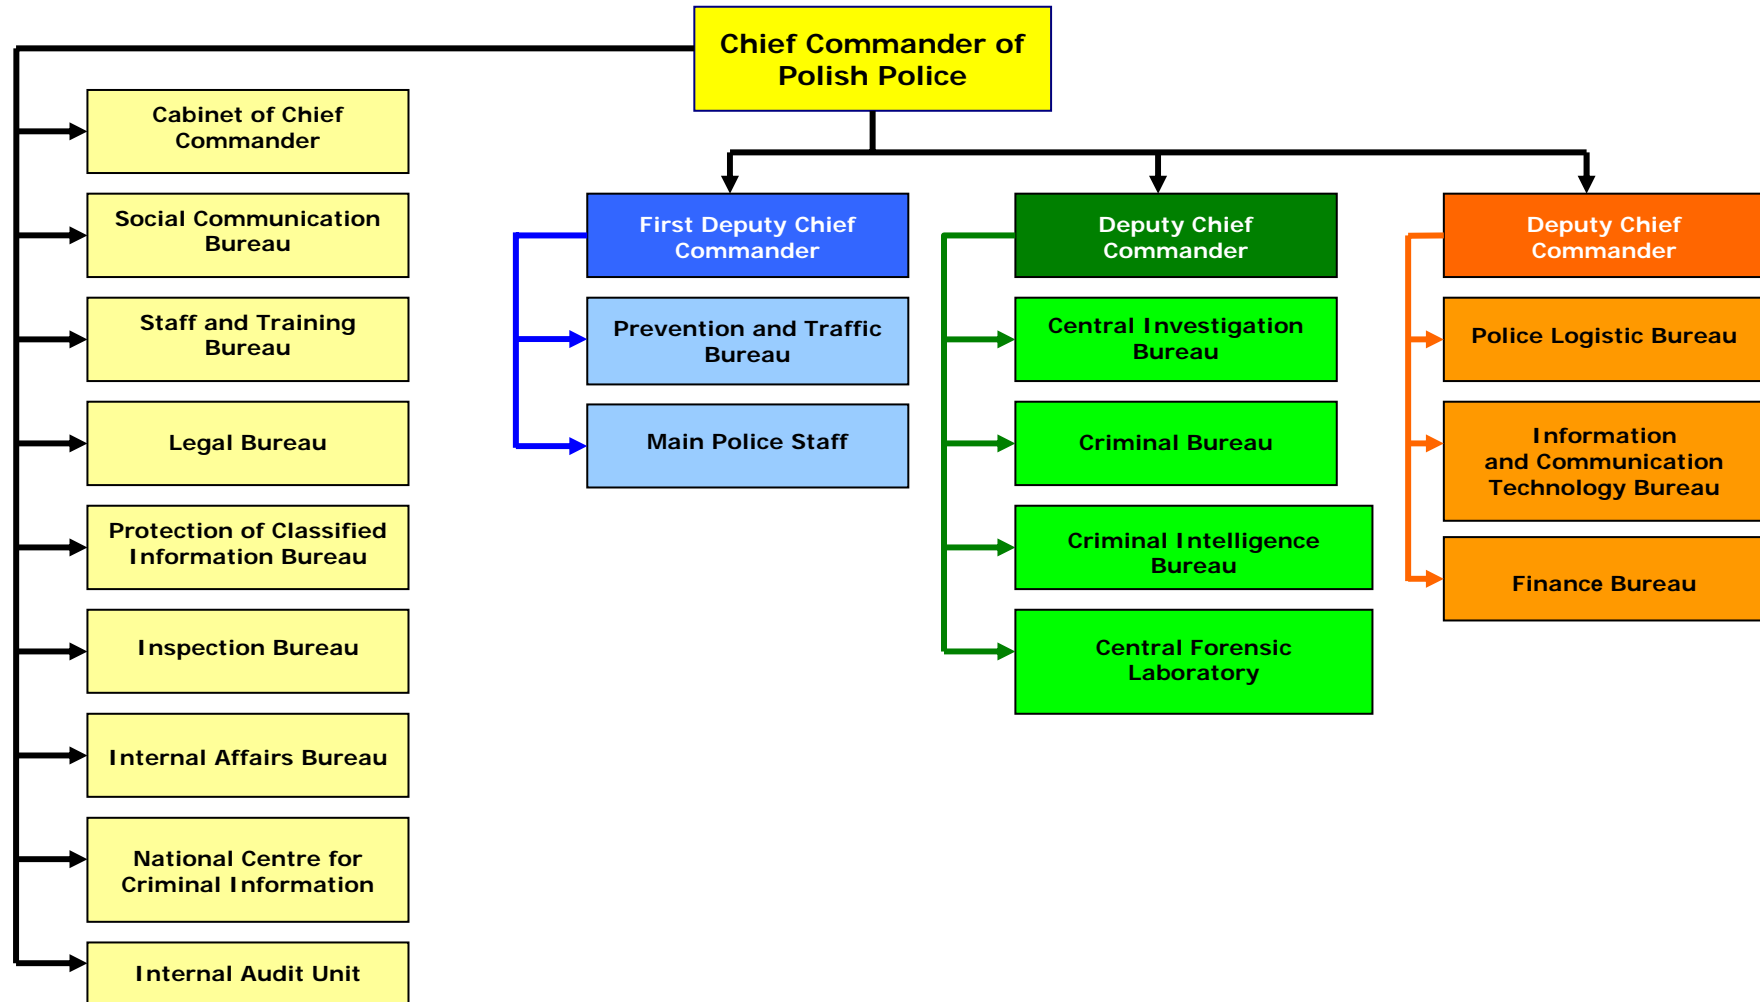 Chief Commander of
Polish Police
Cabinet of Chief
Commander
Social Communication
Bureau
Staff and Training
Bureau
Legal Bureau
Protection of Classified
Information Bureau
Inspection Bureau
Internal Affairs Bureau
National Centre for
Criminal Information
Internal Audit Unit
First Deputy Chief
Commander
Prevention and Traffic
Bureau
Main Police Staff
Deputy Chief
Commander
Central Investigation
Bureau
Criminal Bureau
Criminal Intelligence
Bureau
Central Forensic
Laboratory
Deputy Chief
Commander
Police Logistic Bureau
Information
and Communication
Technology Bureau
Finance Bureau